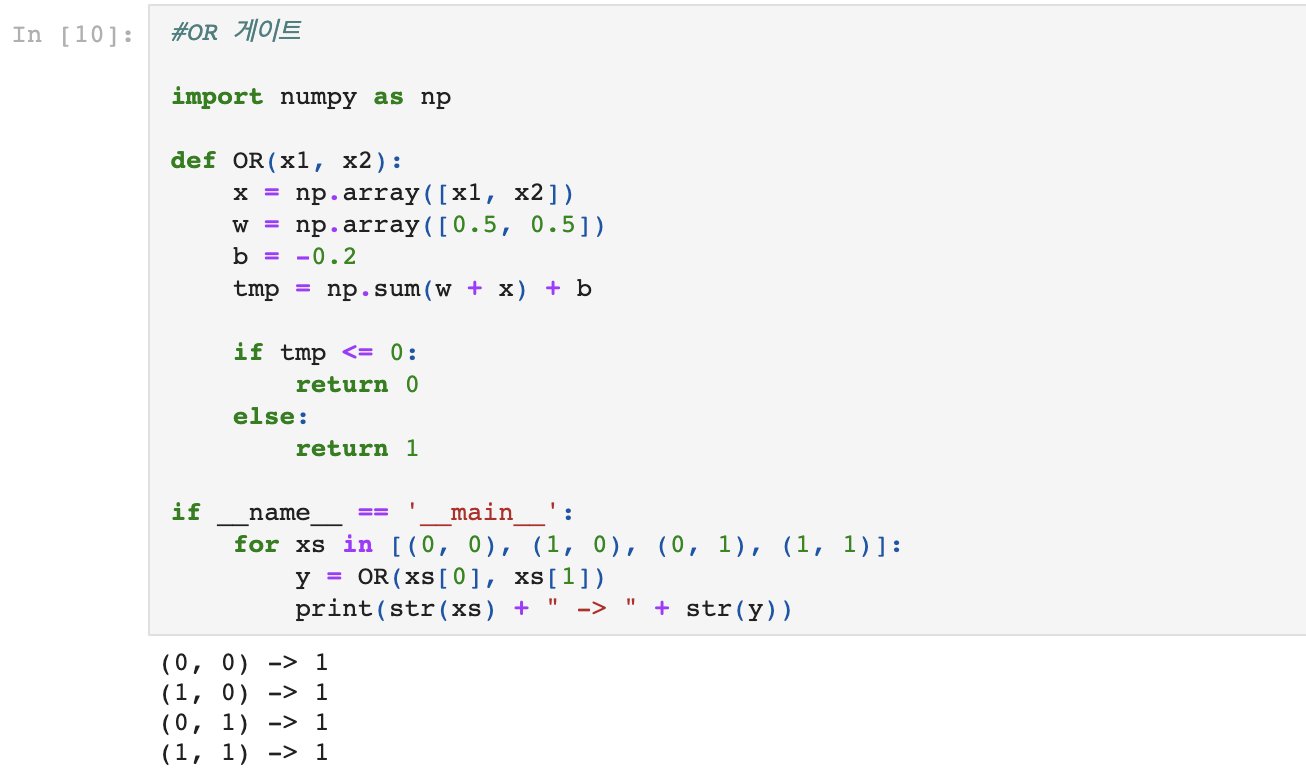 In [10]:
#OR 게이트
import numpy as np
def OR(x1, x2):
    x = np.array([x1, x2])
    w = np.array([0.5, 0.5])
    b = -0.2
    tmp = np.sum(w + x) + b
    if tmp <= 0:
        return 0
    else:
        return 1
if __name__ == '__main__':
    for xs in [(0, 0), (1, 0), (0, 1), (1, 1)]:
        y = OR(xs[0], xs[1])
        print(str(xs) + " -> " + str(y))
(0, 0) -> 1
(1, 0) -> 1
(0, 1) -> 1
(1, 1) -> 1